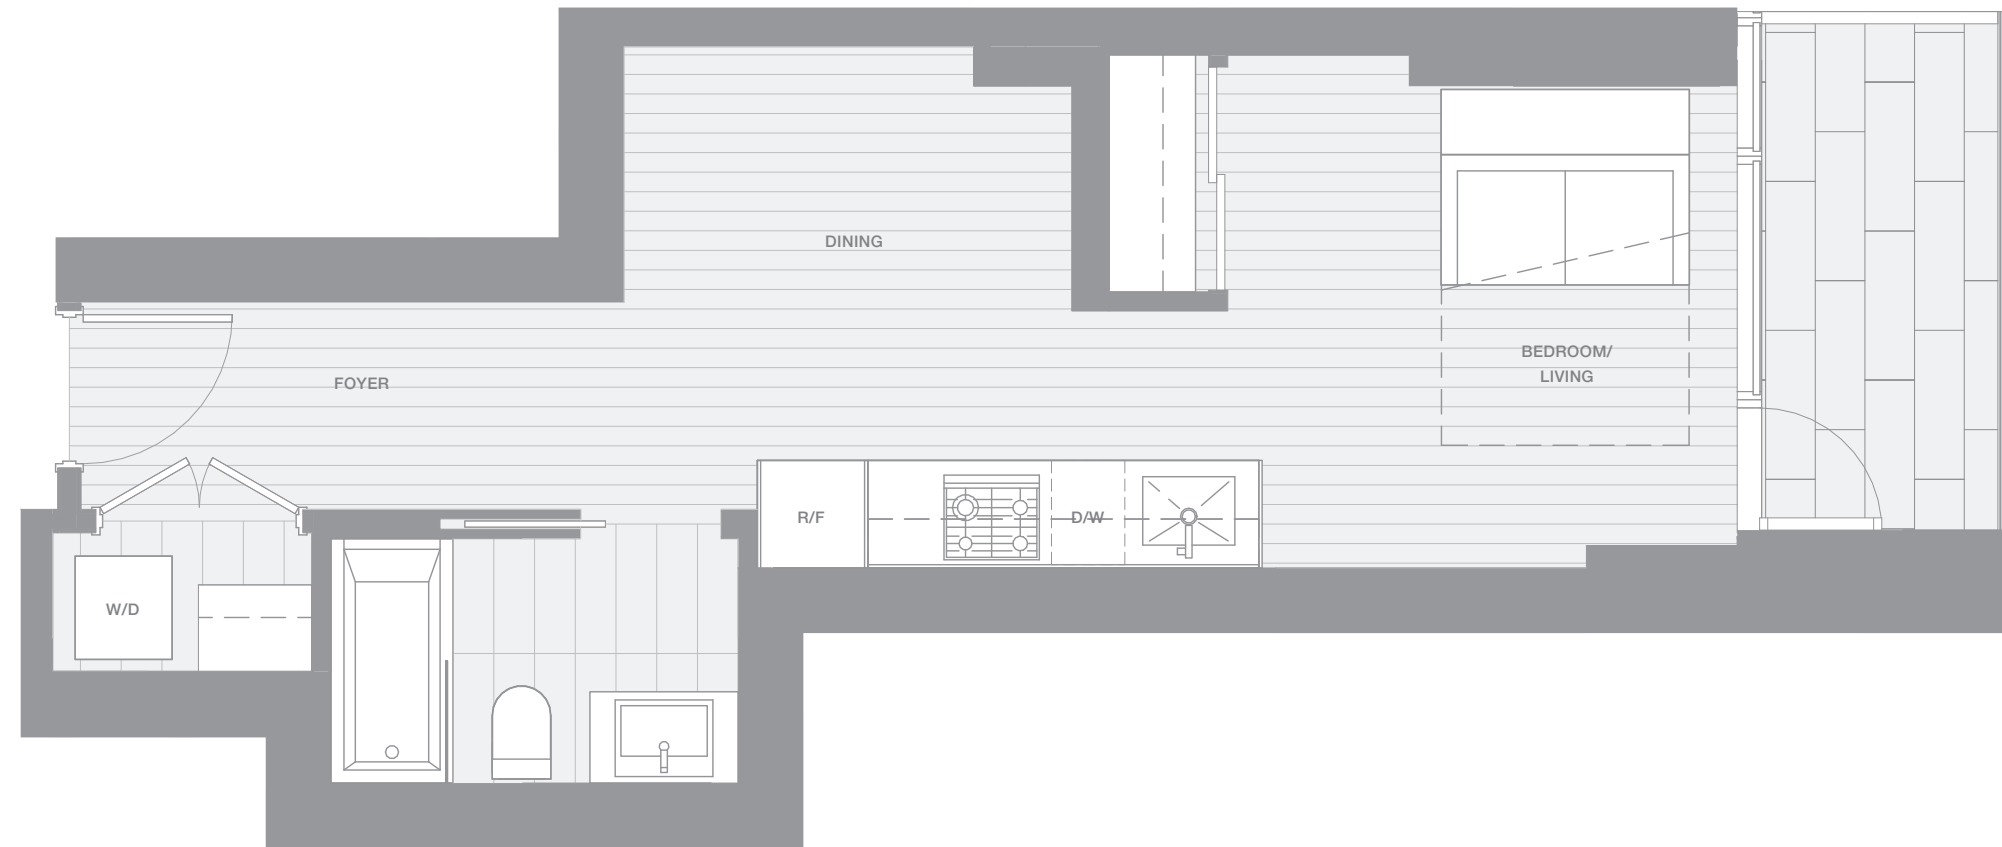 DINING
BEDROOM/
LIVING
FOYER
R/F
D/W
W/D